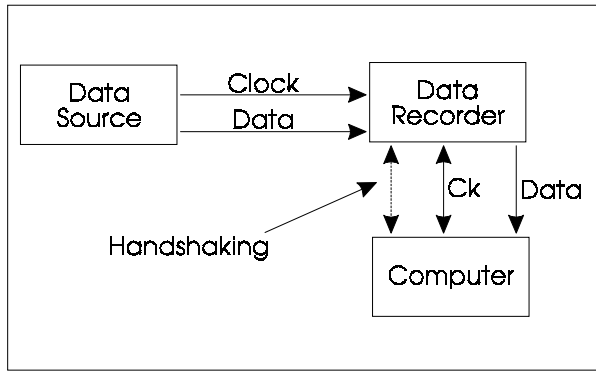 Data
Source
Clock
Data
Data
Recorder
Ck
Data
Handshaking
Computer